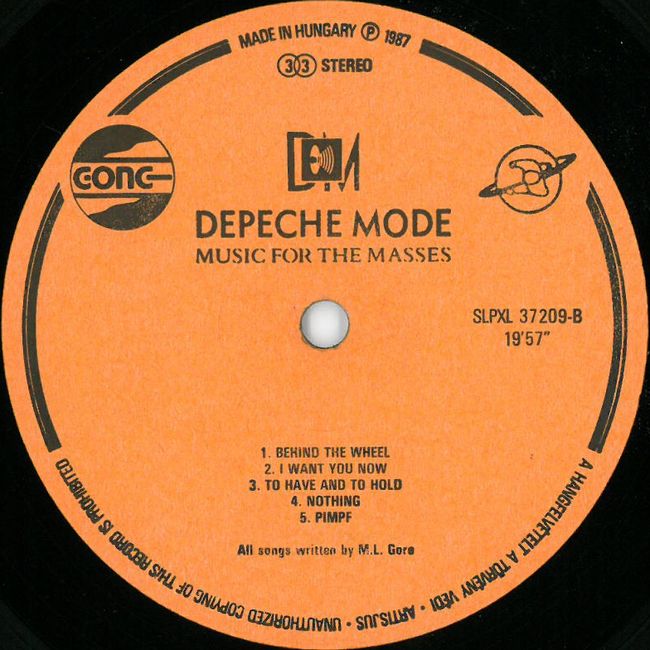 MADE IN HUNGARY Ⓟ 1987
33 STEREO
GONG
DM
DEPECHE MODE
MUSIC FOR THE MASSES
SLPXL 37209-B
19'57"
1. BEHIND THE WHEEL
2. I WANT YOU NOW
3. TO HAVE AND TO HOLD
4. NOTHING
5. PIMPF
All songs written by M.L. Gore
A HANGFELVÉTELT A TÖRVÉNY VÉDI • ARTISJUS • UNAUTHORIZED COPYING OF THIS RECORD IS PROHIBITED